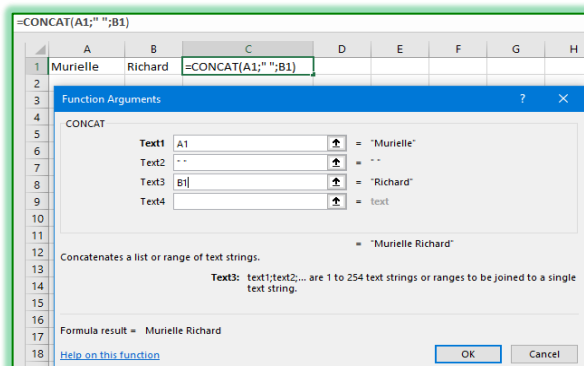 =CONCAT(A1;" ";B1)
A B C D E F G H
1 Murielle Richard =CONCAT(A1;" ";B1)
2
3
Function Arguments ? ×
4
5
CONCAT
6
Text1 A1 = "Murielle"
7
Text2 " " = " "
8
Text3 B1 = "Richard"
9
Text4 = text
10
11
= "Murielle Richard"
12
Concatenates a list or range of text strings.
13
Text3: text1;text2;... are 1 to 254 text strings or ranges to be joined to a single
14
text string.
15
16
Formula result = Murielle Richard
17
18
Help on this function OK Cancel